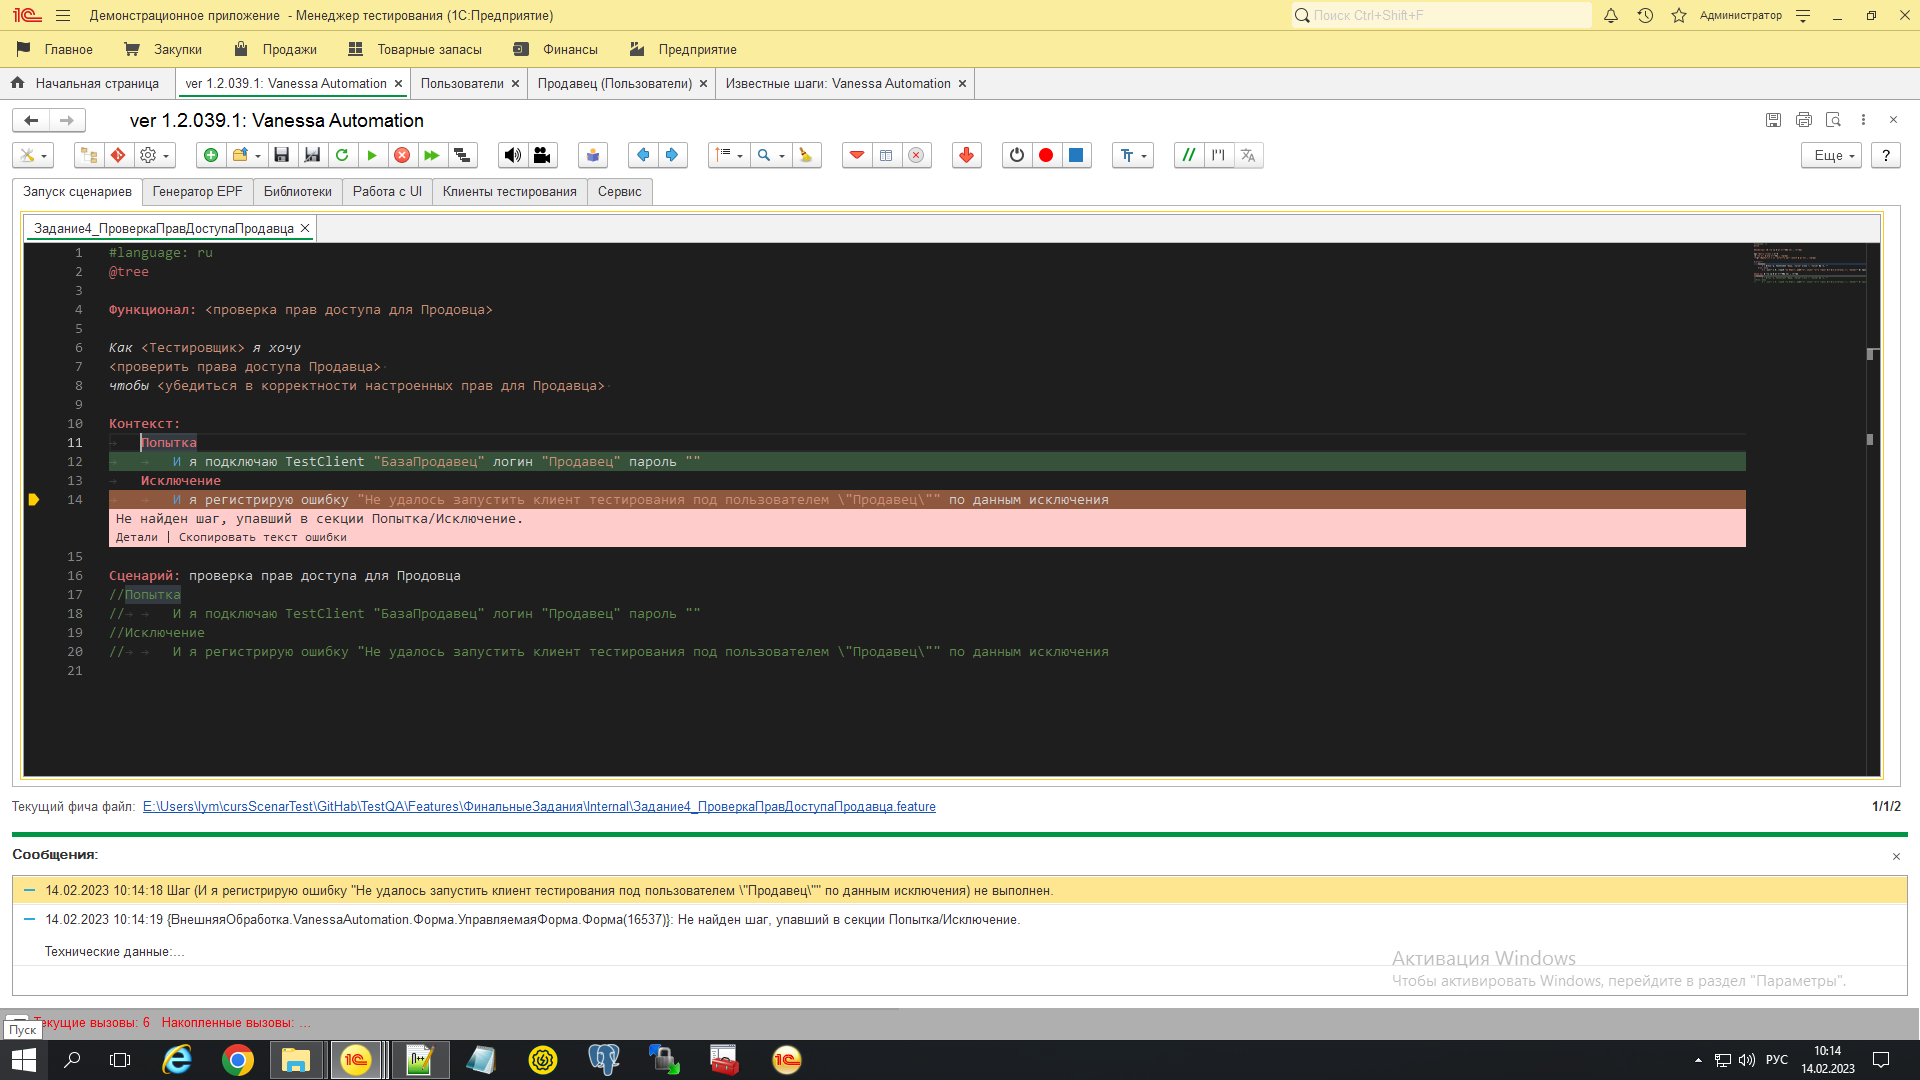 Демонстрационное приложение - Менеджер тестирования (1С:Предприятие)
Поиск Ctrl+Shift+F
Администратор
Главное
Закупки
Продажи
Товарные запасы
Финансы
Предприятие
Начальная страница
ver 1.2.039.1: Vanessa Automation
Пользователи
Продавец (Пользователи)
Известные шаги: Vanessa Automation
ver 1.2.039.1: Vanessa Automation
Еще
?
Запуск сценариев
Генератор EPF
Библиотеки
Работа с UI
Клиенты тестирования
Сервис
Задание4_ПроверкаПравДоступаПродавца
1 #language: ru
2 @tree
3
4 Функционал: <проверка прав доступа для Продовца>
5
6 Как <Тестировщик> я хочу
7 <проверить права доступа Продавца>
8 чтобы <убедиться в корректности настроенных прав для Продавца>
9
10 Контекст:
11 Попытка
12 И я подключаю TestClient "БазаПродавец" логин "Продавец" пароль ""
13 Исключение
14 И я регистрирую ошибку "Не удалось запустить клиент тестирования под пользователем \"Продавец\"" по данным исключения
Не найден шаг, упавший в секции Попытка/Исключение.
Детали | Скопировать текст ошибки
15
16 Сценарий: проверка прав доступа для Продовца
17 //Попытка
18 // И я подключаю TestClient "БазаПродавец" логин "Продавец" пароль ""
19 //Исключение
20 // И я регистрирую ошибку "Не удалось запустить клиент тестирования под пользователем \"Продавец\"" по данным исключения
21
Текущий фича файл: E:\Users\lym\cursScenarTest\GitHab\TestQA\Features\ФинальныеЗадания\Internal\Задание4_ПроверкаПравДоступаПродавца.feature
1/1/2
Сообщения:
14.02.2023 10:14:18 Шаг (И я регистрирую ошибку "Не удалось запустить клиент тестирования под пользователем \"Продавец\"" по данным исключения) не выполнен.
14.02.2023 10:14:19 {ВнешняяОбработка.VanessaAutomation.Форма.УправляемаяФорма.Форма(16537)}: Не найден шаг, упавший в секции Попытка/Исключение.
Технические данные:...
Активация Windows
Чтобы активировать Windows, перейдите в раздел "Параметры".
екущие вызовы: 6 Накопленные вызовы: ...
Пуск
РУС
10:14
14.02.2023